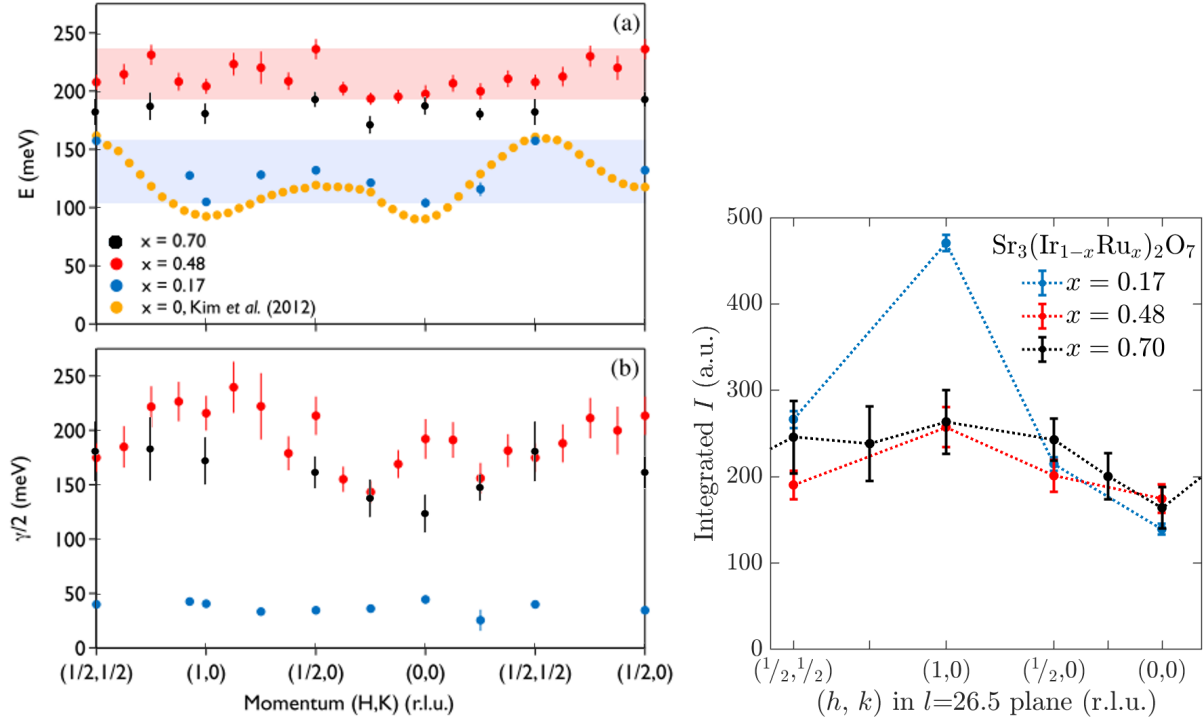 (a)
250
200
150
100
50
0
E (meV)
x = 0.70
x = 0.48
x = 0.17
x = 0, Kim et al. (2012)
(b)
250
200
150
100
50
0
γ/2 (meV)
(1/2,1/2) (1,0) (1/2,0) (0,0) (1/2,1/2) (1/2,0)
Momentum (H,K) (r.l.u.)
500
400
300
200
100
0
Integrated I (a.u.)
Sr₃(Ir₁₋ₓRuₓ)₂O₇
x = 0.17
x = 0.48
x = 0.70
(¹/₂,¹/₂) (1,0) (¹/₂,0) (0,0)
(h, k) in l=26.5 plane (r.l.u.)